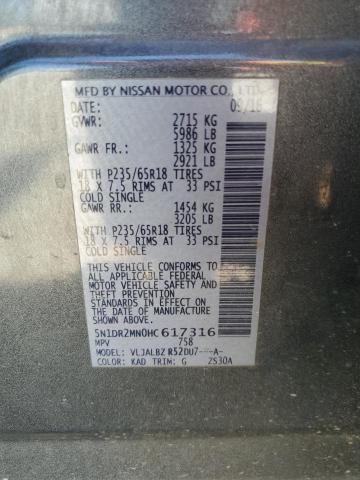 MFD BY NISSAN MOTOR CO., LTD.
DATE: 09/16
GVWR: 2715 KG
5986 LB
GAWR FR.: 1325 KG
2921 LB
WITH P235/65R18 TIRES
18 X 7.5 RIMS AT 33 PSI
COLD SINGLE
GAWR RR.: 1454 KG
3205 LB
WITH P235/65R18 TIRES
18 X 7.5 RIMS AT 33 PSI
COLD SINGLE
THIS VEHICLE CONFORMS TO
ALL APPLICABLE FEDERAL
MOTOR VEHICLE SAFETY AND
THEFT PREVENTION
STANDARDS IN EFFECT ON
THE DATE OF MANUFACTURE
5N1DR2MN0HC617316
MPV 758
MODEL: VLJALBZ R52DU7---A-
COLOR: KAD TRIM: G ZS30A